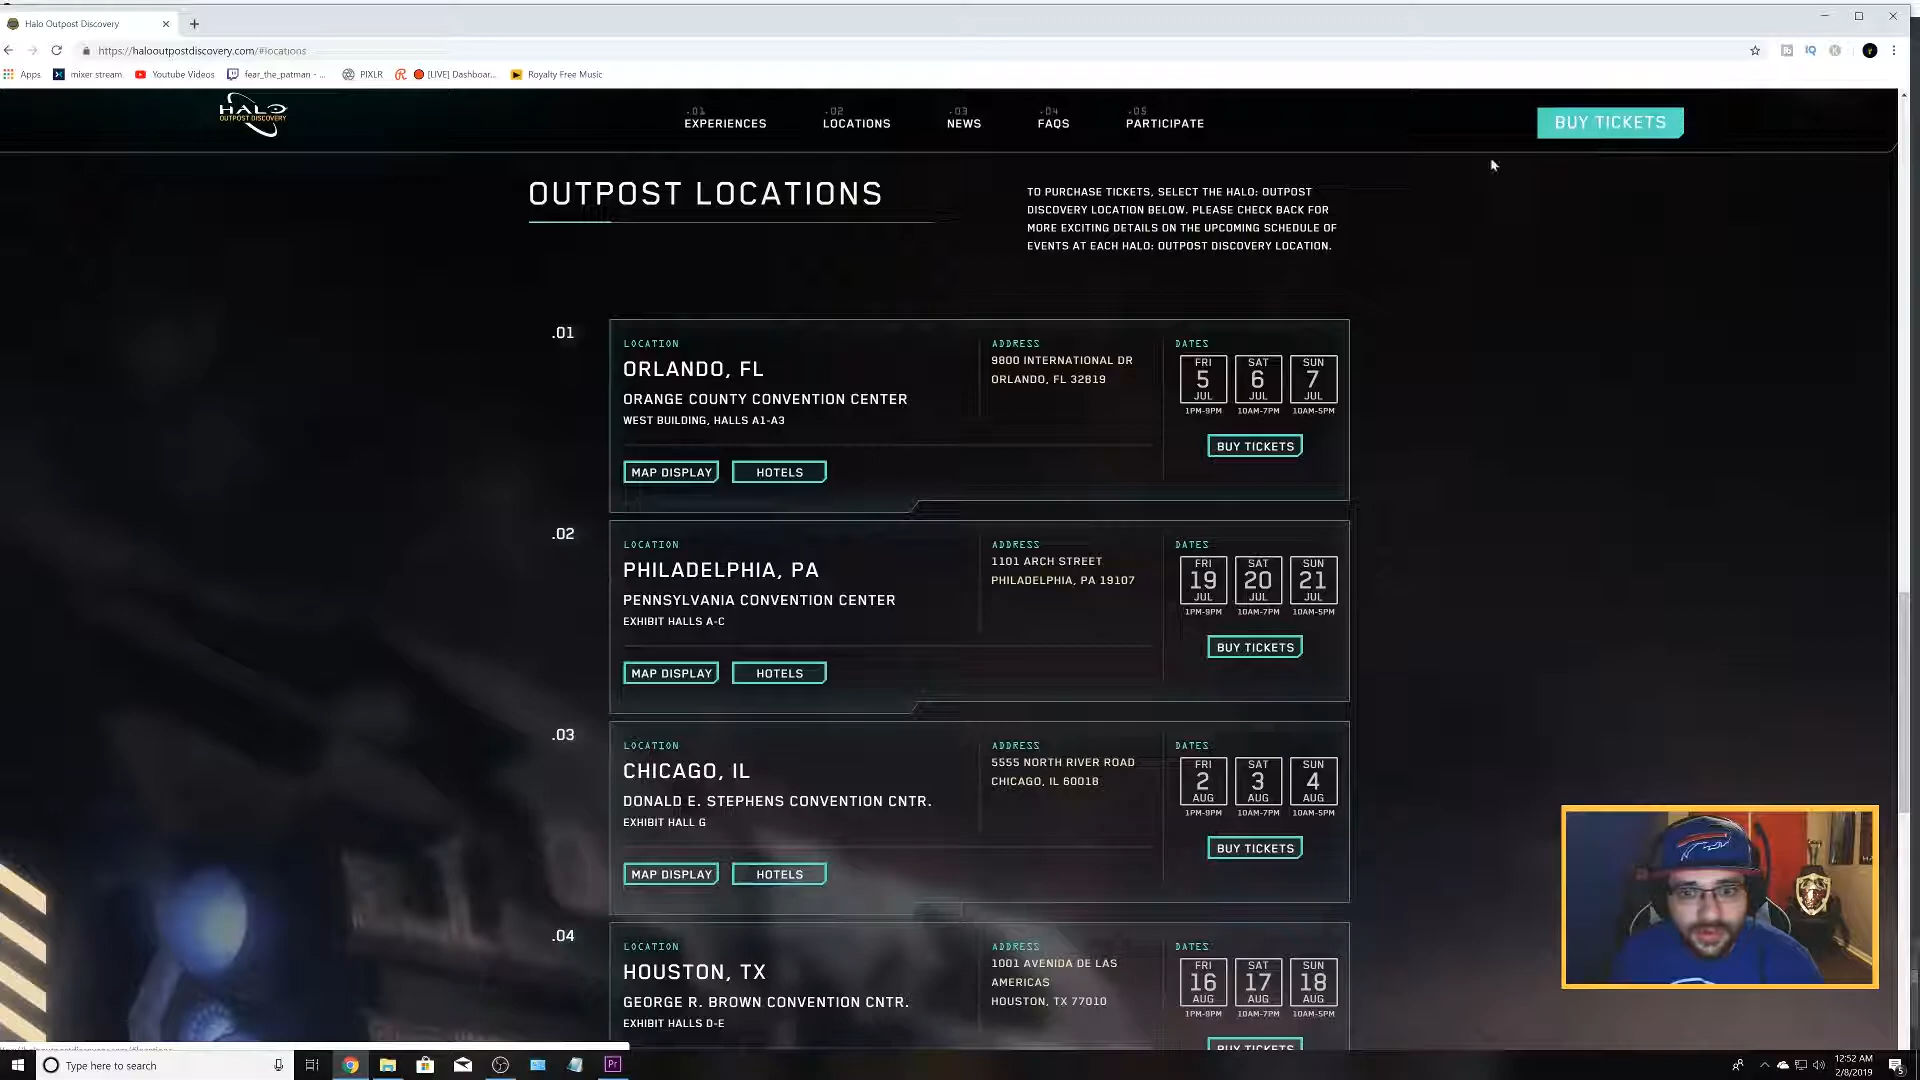 Halo Outpost Discovery
https://halooutpostdiscovery.com/#locations
Apps
mixer stream
Youtube Videos
fear_the_patman - ...
PIXLR
[LIVE] Dashboar...
Royalty Free Music
HALO
OUTPOST DISCOVERY
.01
EXPERIENCES
.02
LOCATIONS
.03
NEWS
.04
FAQS
.05
PARTICIPATE
BUY TICKETS
OUTPOST LOCATIONS
TO PURCHASE TICKETS, SELECT THE HALO: OUTPOST
DISCOVERY LOCATION BELOW. PLEASE CHECK BACK FOR
MORE EXCITING DETAILS ON THE UPCOMING SCHEDULE OF
EVENTS AT EACH HALO: OUTPOST DISCOVERY LOCATION.
.01
LOCATION
ORLANDO, FL
ORANGE COUNTY CONVENTION CENTER
WEST BUILDING, HALLS A1-A3
MAP DISPLAY
HOTELS
ADDRESS
9800 INTERNATIONAL DR
ORLANDO, FL 32819
DATES
FRI SAT SUN
5 6 7
JUL JUL JUL
1PM-9PM 10AM-7PM 10AM-5PM
BUY TICKETS
.02
LOCATION
PHILADELPHIA, PA
PENNSYLVANIA CONVENTION CENTER
EXHIBIT HALLS A-C
MAP DISPLAY
HOTELS
ADDRESS
1101 ARCH STREET
PHILADELPHIA, PA 19107
DATES
FRI SAT SUN
19 20 21
JUL JUL JUL
1PM-9PM 10AM-7PM 10AM-5PM
BUY TICKETS
.03
LOCATION
CHICAGO, IL
DONALD E. STEPHENS CONVENTION CNTR.
EXHIBIT HALL G
MAP DISPLAY
HOTELS
ADDRESS
5555 NORTH RIVER ROAD
CHICAGO, IL 60018
DATES
FRI SAT SUN
2 3 4
AUG AUG AUG
1PM-9PM 10AM-7PM 10AM-5PM
BUY TICKETS
.04
LOCATION
HOUSTON, TX
GEORGE R. BROWN CONVENTION CNTR.
EXHIBIT HALLS D-E
ADDRESS
1001 AVENIDA DE LAS
AMERICAS
HOUSTON, TX 77010
DATES
FRI SAT SUN
16 17 18
AUG AUG AUG
1PM-9PM 10AM-7PM 10AM-5PM
BUY TICKETS
Type here to search
Pr
12:52 AM
2/8/2019
5